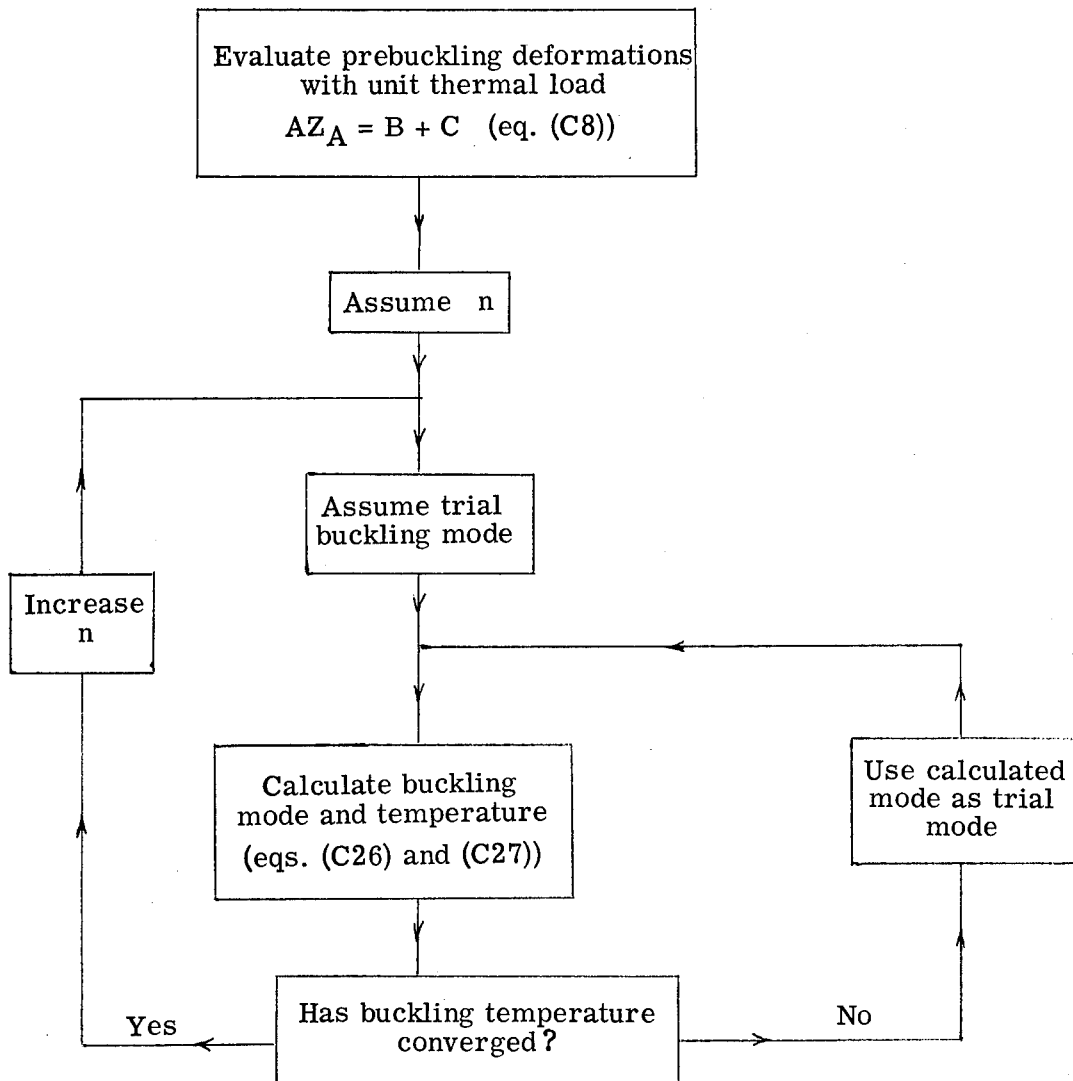 Evaluate prebuckling deformations
with unit thermal load
AZ_A = B + C (eq. (C8))
Assume n
Assume trial
buckling mode
Increase
n
Calculate buckling
mode and temperature
(eqs. (C26) and (C27))
Use calculated
mode as trial
mode
Has buckling temperature
converged?
Yes
No